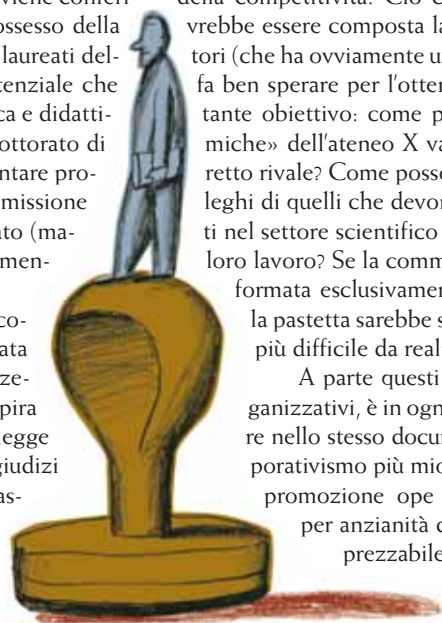 viene conferi
ossesso della
laureati del-
tenziale che
ca e didatti-
ottorato di
ntare pro-
missione
ato (ma-
men-
co-
ata
ze-
pira
legge
giudizi
as-
della competitività. Ciò
vrebbe essere composta la
tori (che ha ovviamente u
fa ben sperare per l'otten
tante obiettivo: come p
miche» dell'ateneo X va
retto rivale? Come posso
leghi di quelli che devon
ti nel settore scientifico
loro lavoro? Se la comm
formata esclusivamen
la pastetta sarebbe s
più difficile da real
A parte questi
ganizzativi, è in ogn
re nello stesso docum
porativismo più mio
promozione ope
per anzianità d
prezzabile